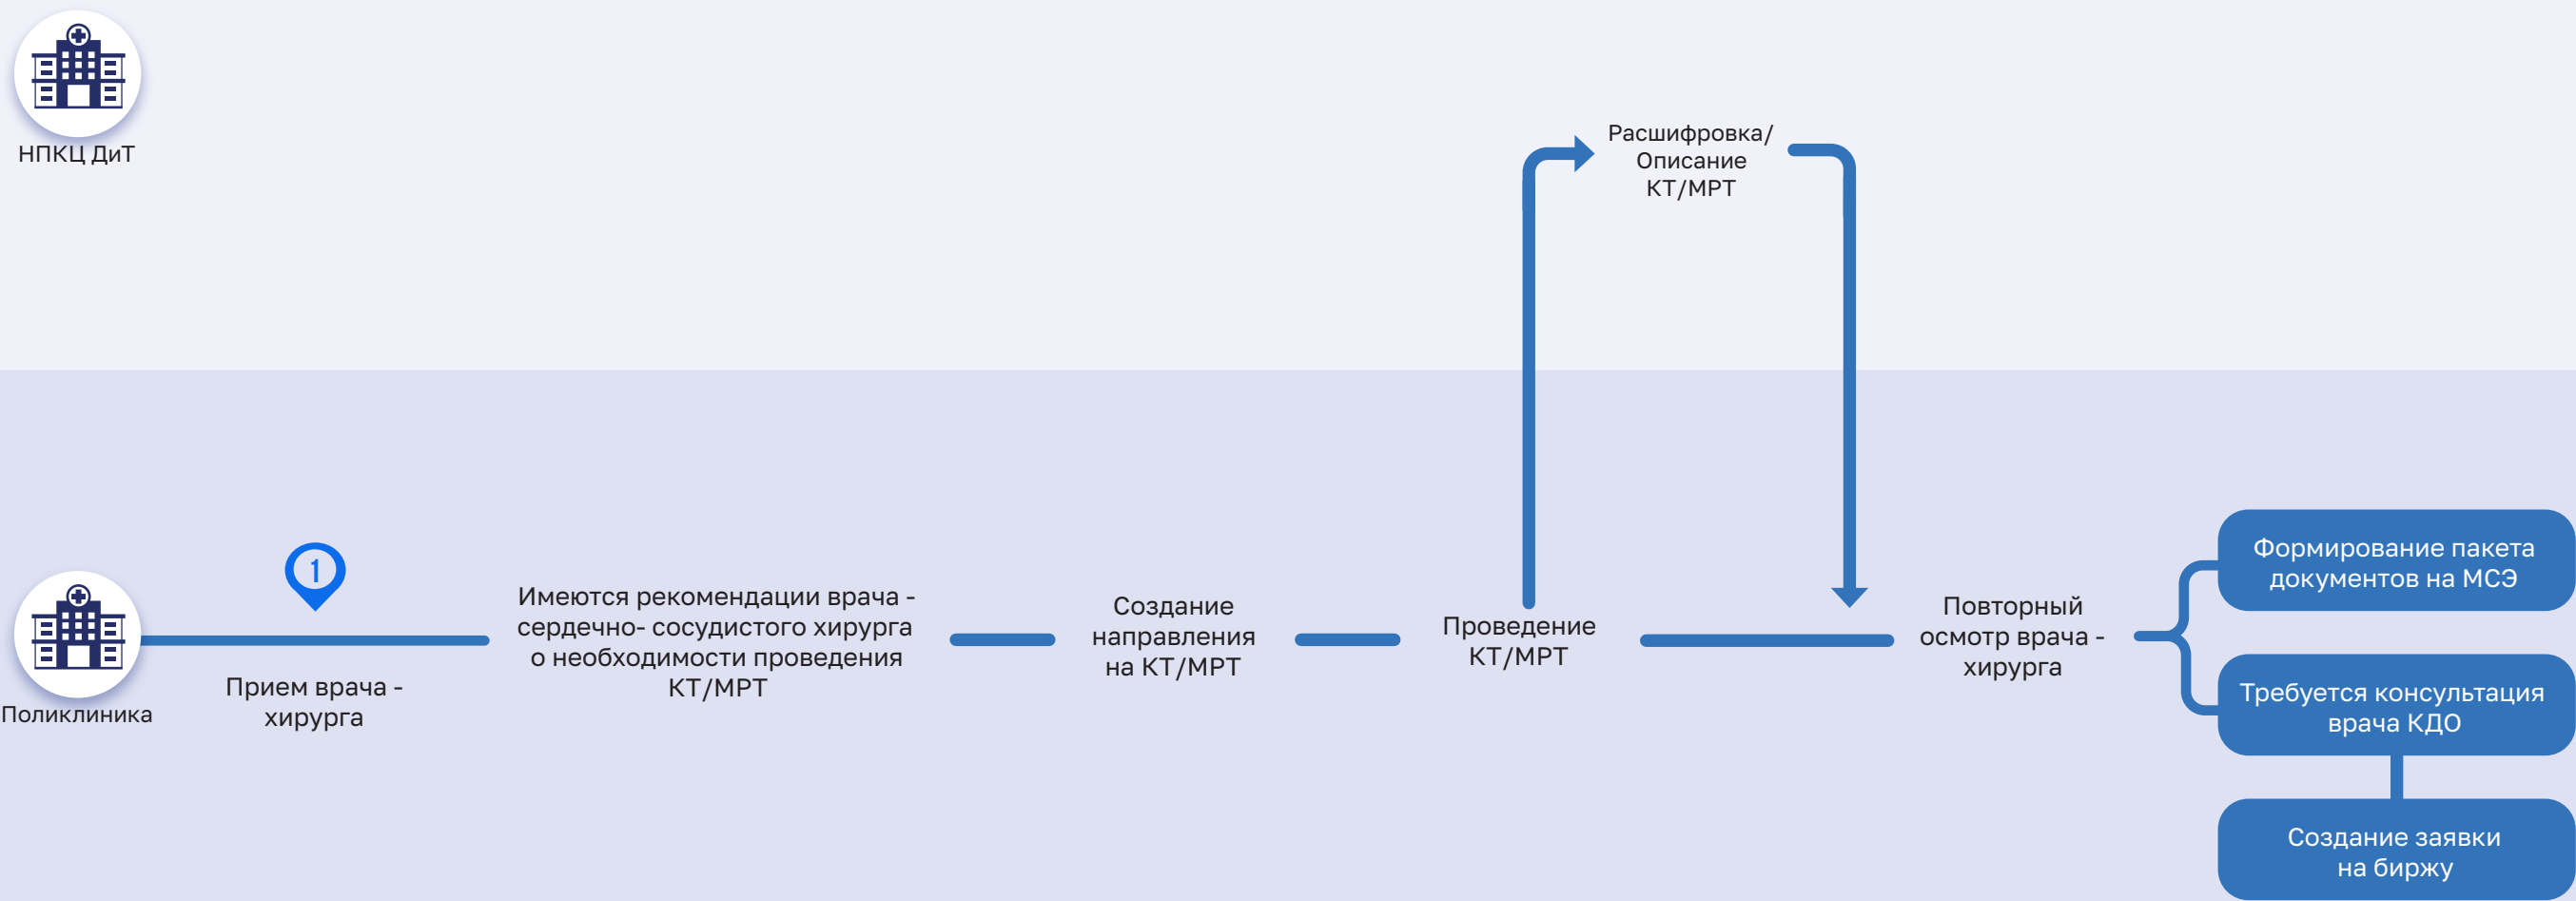 НПКЦ ДиТ
Расшифровка/
Описание
КТ/МРТ
Поликлиника
1
Прием врача -
хирурга
Имеются рекомендации врача -
сердечно- сосудистого хирурга
о необходимости проведения
КТ/МРТ
Создание
направления
на КТ/МРТ
Проведение
КТ/МРТ
Повторный
осмотр врача -
хирурга
Формирование пакета
документов на МСЭ
Требуется консультация
врача КДО
Создание заявки
на биржу